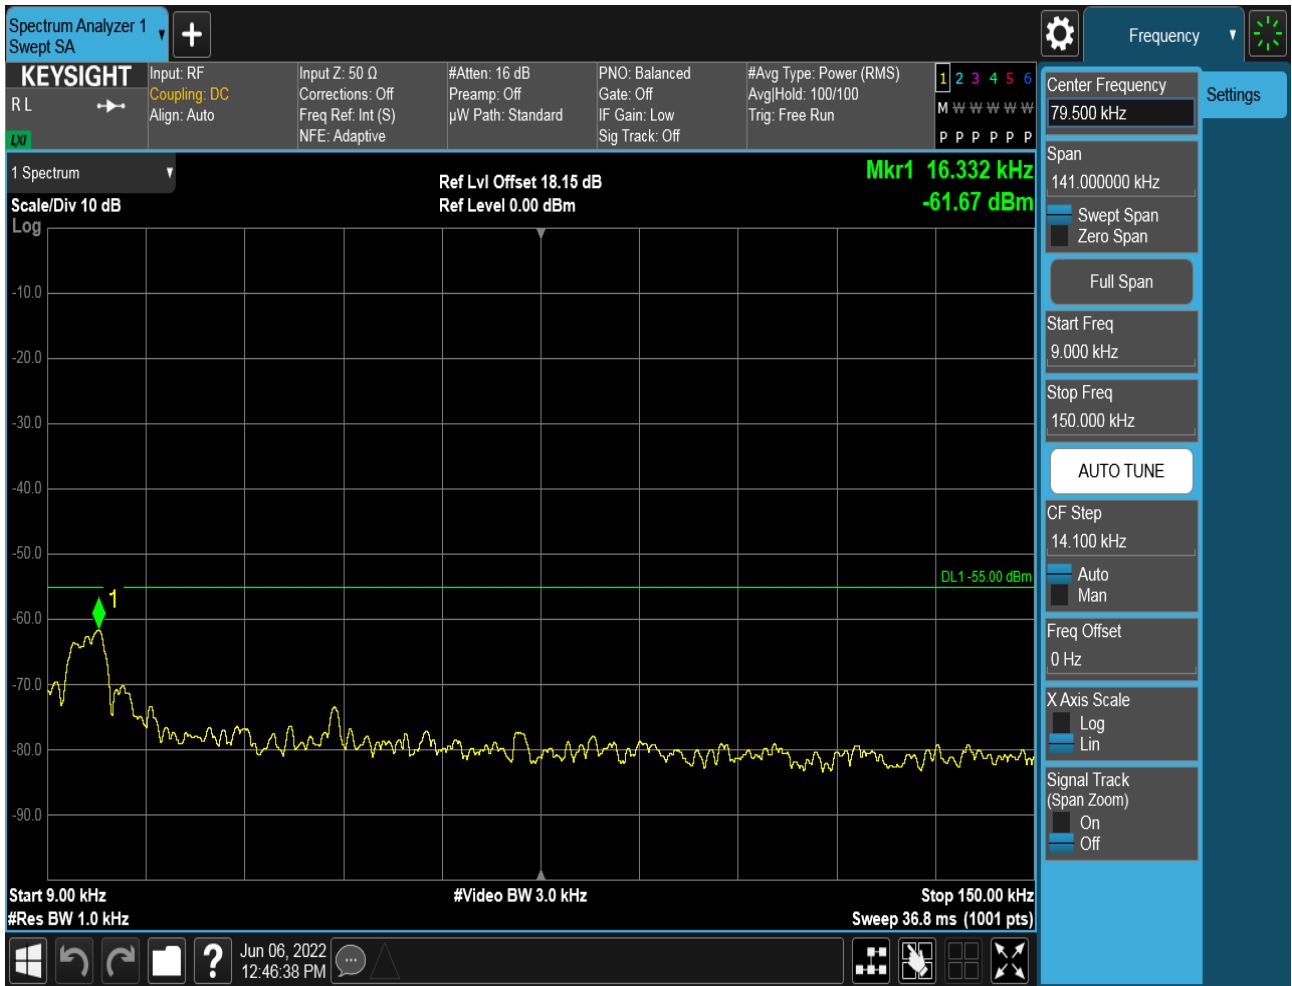 Spectrum Analyzer 1
Swept SA
Frequency
KEYSIGHT
R L
LXI
Input: RF
Coupling: DC
Align: Auto
Input Z: 50 Ω
Corrections: Off
Freq Ref: Int (S)
NFE: Adaptive
#Atten: 16 dB
Preamp: Off
µW Path: Standard
PNO: Balanced
Gate: Off
IF Gain: Low
Sig Track: Off
#Avg Type: Power (RMS)
Avg|Hold: 100/100
Trig: Free Run
1 2 3 4 5 6
M W W W W W
P P P P P P
1 Spectrum
Scale/Div 10 dB
Log
Ref Lvl Offset 18.15 dB
Ref Level 0.00 dBm
Mkr1 16.332 kHz
-61.67 dBm
-10.0
-20.0
-30.0
-40.0
-50.0
DL1 -55.00 dBm
1
-60.0
-70.0
-80.0
-90.0
Start 9.00 kHz
#Video BW 3.0 kHz
Stop 150.00 kHz
#Res BW 1.0 kHz
Sweep 36.8 ms (1001 pts)
?
Jun 06, 2022
12:46:38 PM
Center Frequency
79.500 kHz
Settings
Span
141.000000 kHz
Swept Span
Zero Span
Full Span
Start Freq
9.000 kHz
Stop Freq
150.000 kHz
AUTO TUNE
CF Step
14.100 kHz
Auto
Man
Freq Offset
0 Hz
X Axis Scale
Log
Lin
Signal Track
(Span Zoom)
On
Off